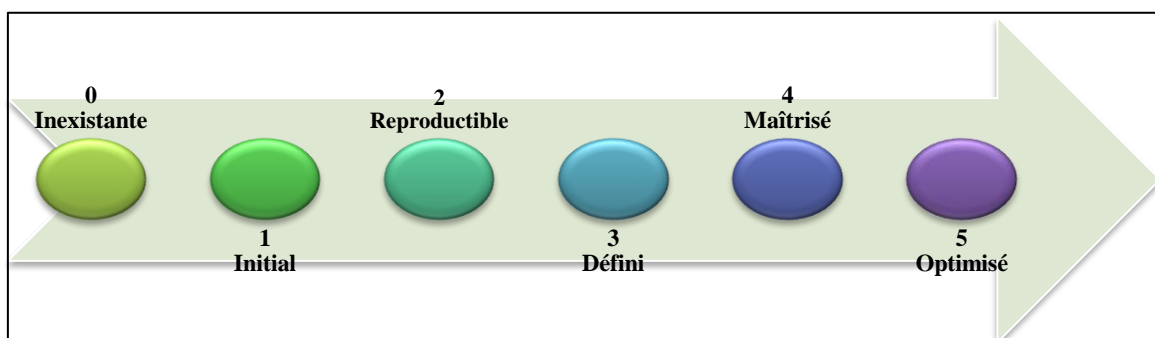 0
Inexistante
1
Initial
2
Reproductible
3
Défini
4
Maîtrisé
5
Optimisé